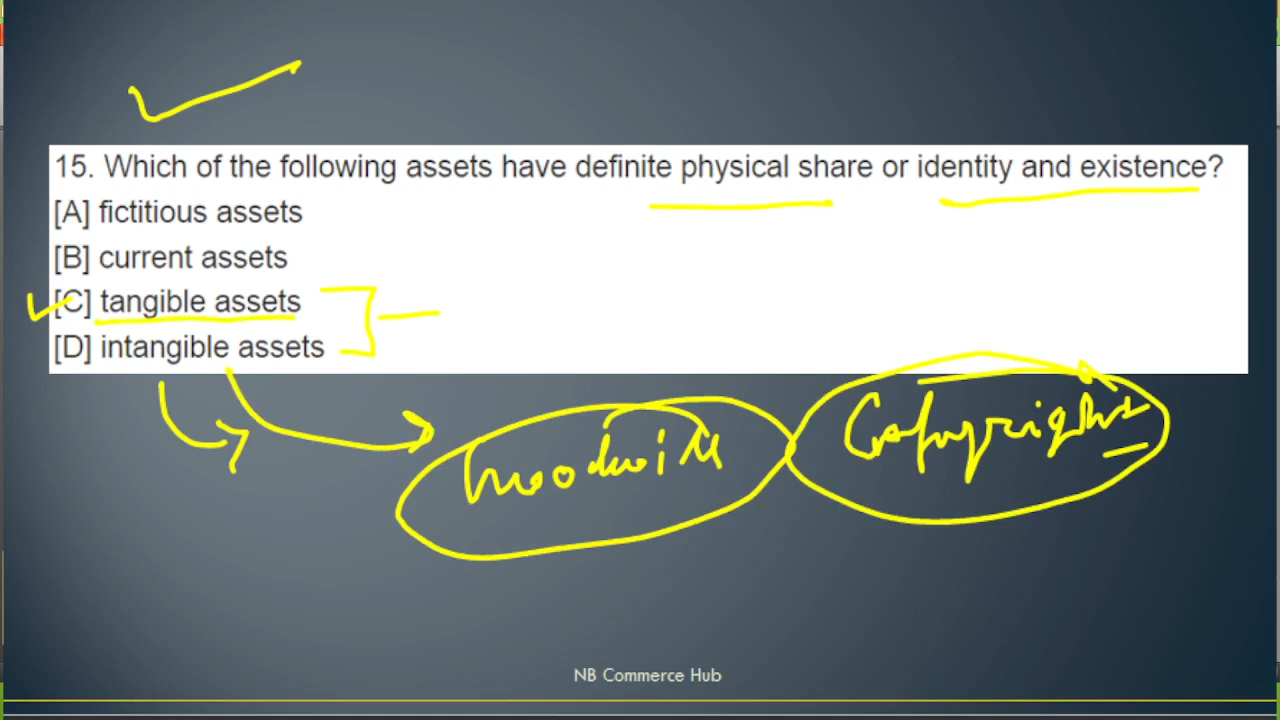 15. Which of the following assets have definite physical share or identity and existence?
[A] fictitious assets
[B] current assets
[C] tangible assets
[D] intangible assets
Goodwill
Copyright
NB Commerce Hub